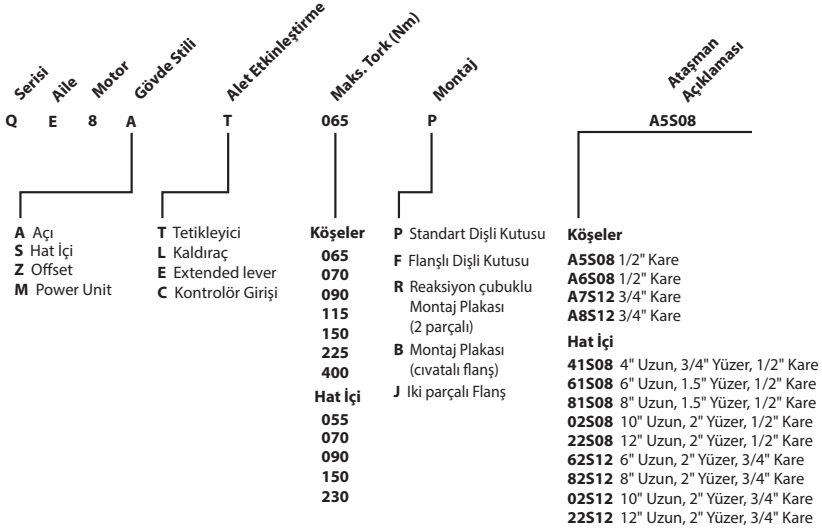 Serisi
Aile
Motor
Gövde Stili
Alet Etkinleştirme
Maks. Tork (Nm)
Montaj
Ataşman
Açıklaması
Q E 8 A T 065 P A5S08
A Açı
S Hat İçi
Z Offset
M Power Unit
T Tetikleyici
L Kaldıraç
E Extended lever
C Kontrolör Girişi
Köşeler
065
070
090
115
150
225
400
Hat İçi
055
070
090
150
230
P Standart Dişli Kutusu
F Flanşlı Dişli Kutusu
R Reaksiyon çubuklu
Montaj Plakası
(2 parçalı)
B Montaj Plakası
(cıvatalı flanş)
J Iki parçalı Flanş
Köşeler
A5S08 1/2" Kare
A6S08 1/2" Kare
A7S12 3/4" Kare
A8S12 3/4" Kare
Hat İçi
41S08 4" Uzun, 3/4" Yüzer, 1/2" Kare
61S08 6" Uzun, 1.5" Yüzer, 1/2" Kare
81S08 8" Uzun, 1.5" Yüzer, 1/2" Kare
02S08 10" Uzun, 2" Yüzer, 1/2" Kare
22S08 12" Uzun, 2" Yüzer, 1/2" Kare
62S12 6" Uzun, 2" Yüzer, 3/4" Kare
82S12 8" Uzun, 2" Yüzer, 3/4" Kare
02S12 10" Uzun, 2" Yüzer, 3/4" Kare
22S12 12" Uzun, 2" Yüzer, 3/4" Kare